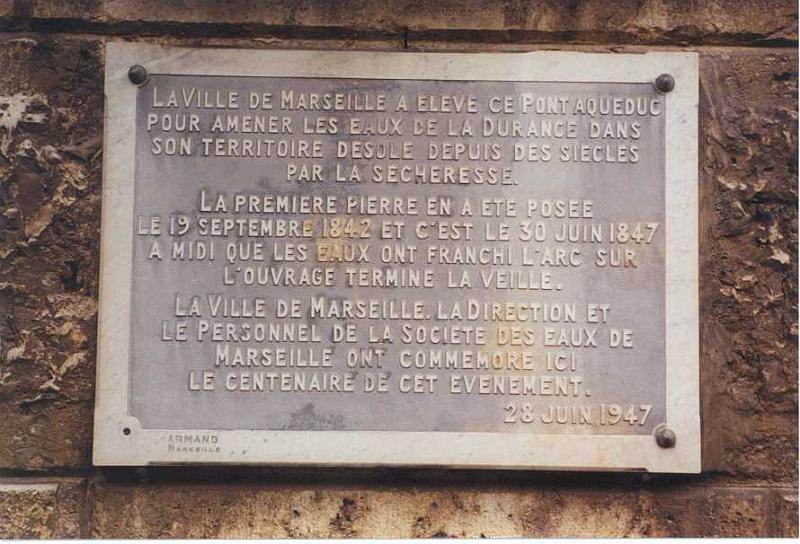 LA VILLE DE MARSEILLE A ELEVE CE PONT AQUEDUC
POUR AMENER LES EAUX DE LA DURANCE DANS
SON TERRITOIRE DESOLE DEPUIS DES SIECLES
PAR LA SECHERESSE.
LA PREMIERE PIERRE EN A ETE POSEE
LE 19 SEPTEMBRE 1842 ET C'EST LE 30 JUIN 1847
A MIDI QUE LES EAUX ONT FRANCHI L'ARC SUR
L'OUVRAGE TERMINE LA VEILLE.
LA VILLE DE MARSEILLE. LA DIRECTION ET
LE PERSONNEL DE LA SOCIETE DES EAUX DE
MARSEILLE ONT COMMEMORE ICI
LE CENTENAIRE DE CET EVENEMENT.
28 JUIN 1947
ARMAND
MARSEILLE